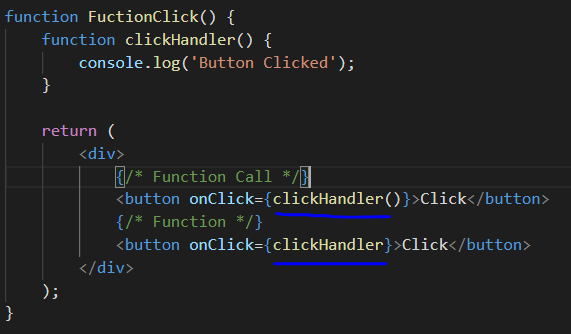 function FuctionClick() {
    function clickHandler() {
        console.log('Button Clicked');
    }

    return (
        <div>
            {/* Function Call */}
            <button onClick={clickHandler()}>Click</button>
            {/* Function */}
            <button onClick={clickHandler}>Click</button>
        </div>
    );
}